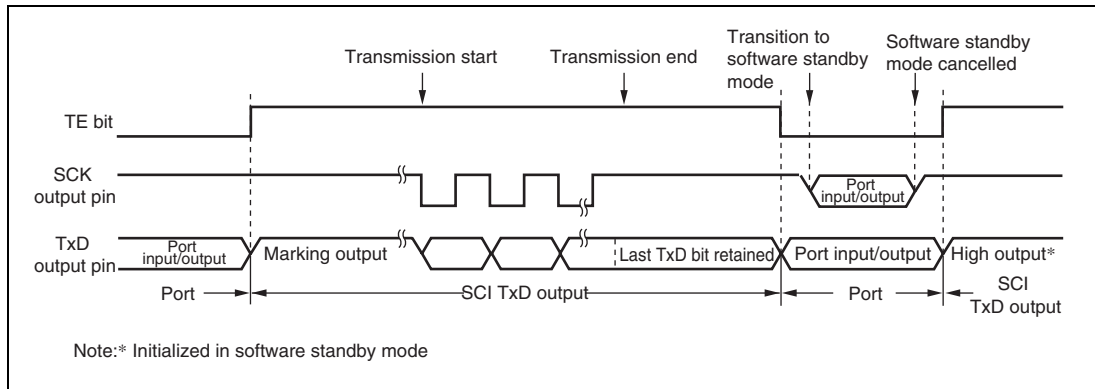 Transmission start
Transmission end
Transition to
software standby
mode
Software standby
mode cancelled
TE bit
SCK
output pin
Port
input/output
TxD
output pin
Port
input/output
Marking output
Last TxD bit retained
Port input/output
High output*
Port
SCI TxD output
Port
SCI
TxD output
Note:* Initialized in software standby mode